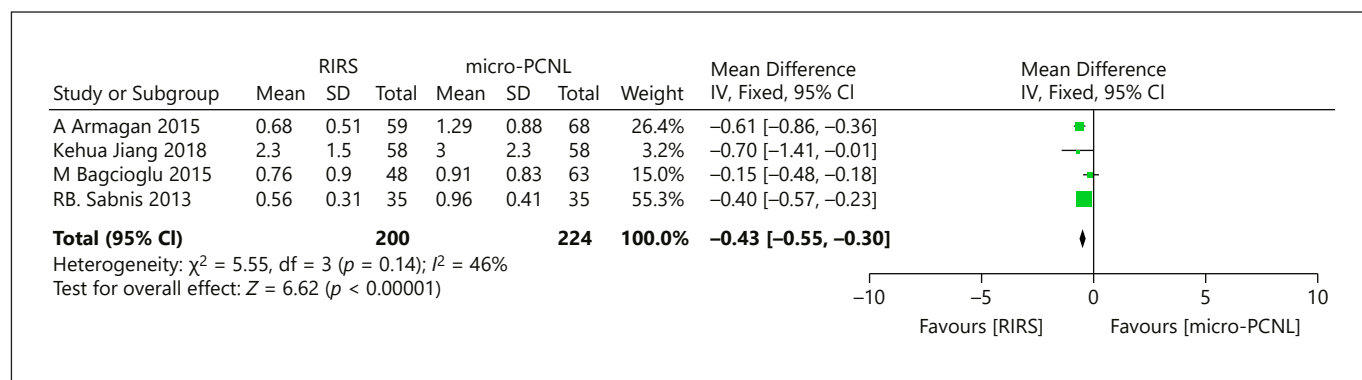 RIRS micro-PCNL Mean Difference Mean Difference
Study or Subgroup Mean SD Total Mean SD Total Weight IV, Fixed, 95% CI IV, Fixed, 95% CI
A Armagan 2015 0.68 0.51 59 1.29 0.88 68 26.4% –0.61 [–0.86, –0.36]
Kehua Jiang 2018 2.3 1.5 58 3 2.3 58 3.2% –0.70 [–1.41, –0.01]
M Bagcioglu 2015 0.76 0.9 48 0.91 0.83 63 15.0% –0.15 [–0.48, –0.18]
RB. Sabnis 2013 0.56 0.31 35 0.96 0.41 35 55.3% –0.40 [–0.57, –0.23]
Total (95% CI) 200 224 100.0% –0.43 [–0.55, –0.30]
Heterogeneity: χ² = 5.55, df = 3 (p = 0.14); I² = 46%
Test for overall effect: Z = 6.62 (p < 0.00001)
–10 –5 0 5 10
Favours [RIRS] Favours [micro-PCNL]